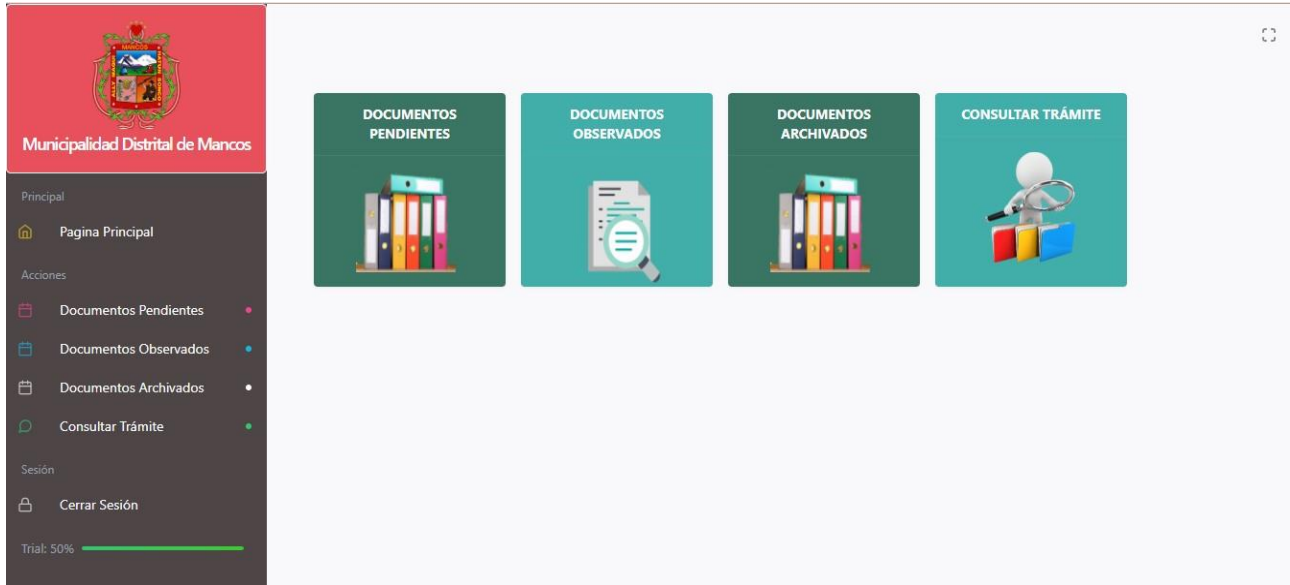 MANCOS
Municipalidad Distrital de Mancos
Principal
Pagina Principal
Acciones
Documentos Pendientes
Documentos Observados
Documentos Archivados
Consultar Trámite
Sesión
Cerrar Sesión
Trial: 50%
DOCUMENTOS
PENDIENTES
DOCUMENTOS
OBSERVADOS
DOCUMENTOS
ARCHIVADOS
CONSULTAR TRÁMITE